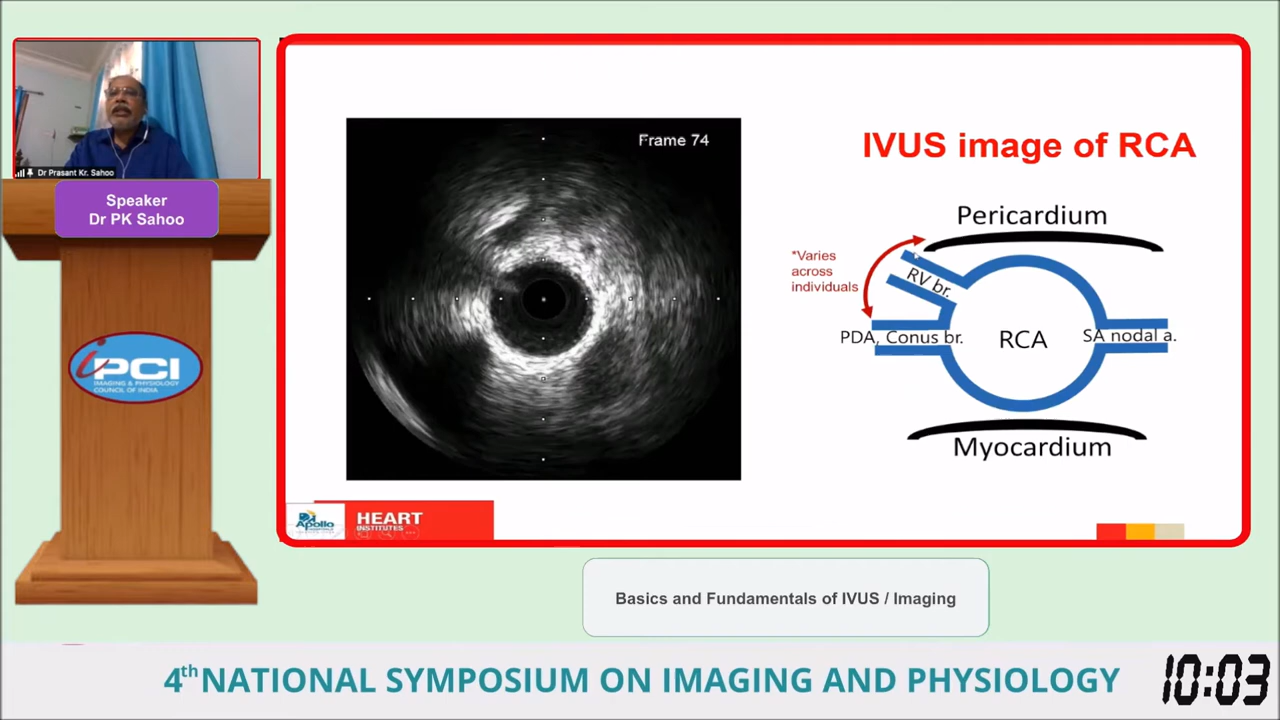 Dr Prasant Kr. Sahoo
Speaker
Dr PK Sahoo
iPCI
IMAGING & PHYSIOLOGY
COUNCIL OF INDIA
Frame 74
IVUS image of RCA
Pericardium
*Varies
across
individuals
RV br.
PDA, Conus br.
RCA
SA nodal a.
Myocardium
Apollo
HOSPITALS
HEART
INSTITUTES
Basics and Fundamentals of IVUS / Imaging
4th NATIONAL SYMPOSIUM ON IMAGING AND PHYSIOLOGY
10:03